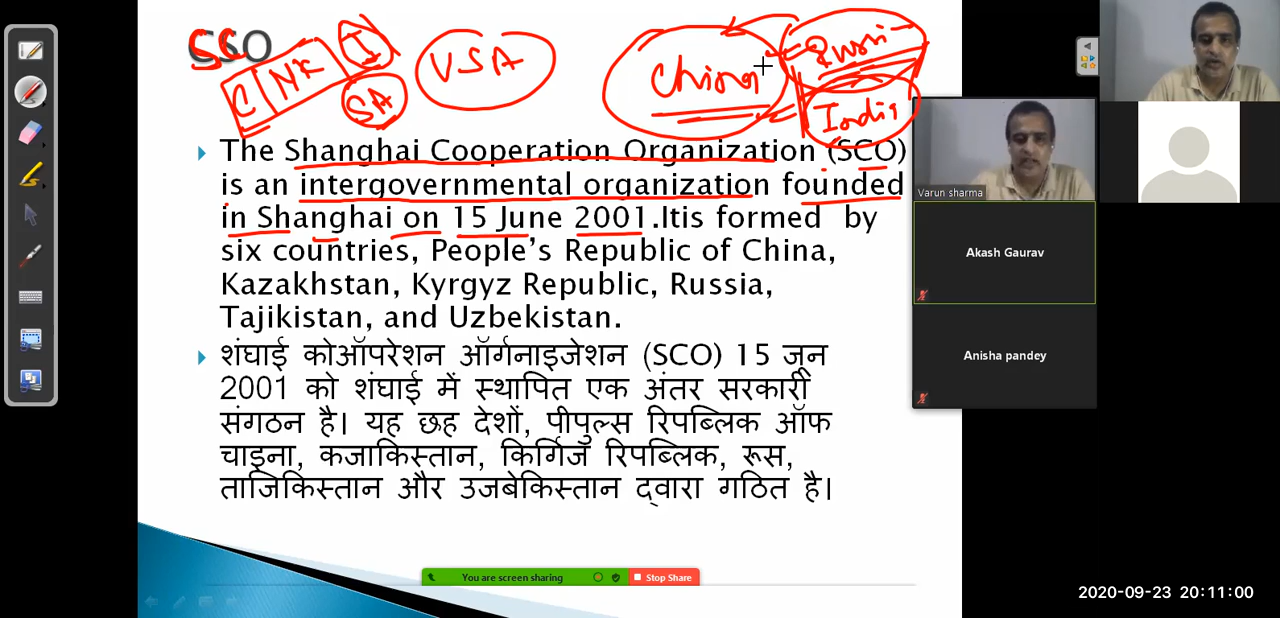 SCO
C NK I
SA
USA
China
India
The Shanghai Cooperation Organization (SCO)
is an intergovernmental organization founded
in Shanghai on 15 June 2001.Itis formed by
six countries, People's Republic of China,
Kazakhstan, Kyrgyz Republic, Russia,
Tajikistan, and Uzbekistan.
शंघाई कोऑपरेशन ऑर्गनाइजेशन (SCO) 15 जून
2001 को शंघाई में स्थापित एक अंतर सरकारी
संगठन है। यह छह देशों, पीपुल्स रिपब्लिक ऑफ
चाइना, कजाकिस्तान, किर्गिज रिपब्लिक, रूस,
ताजिकिस्तान और उजबेकिस्तान द्वारा गठित है।
Varun sharma
Akash Gaurav
Anisha pandey
You are screen sharing
Stop Share
2020-09-23 20:11:00